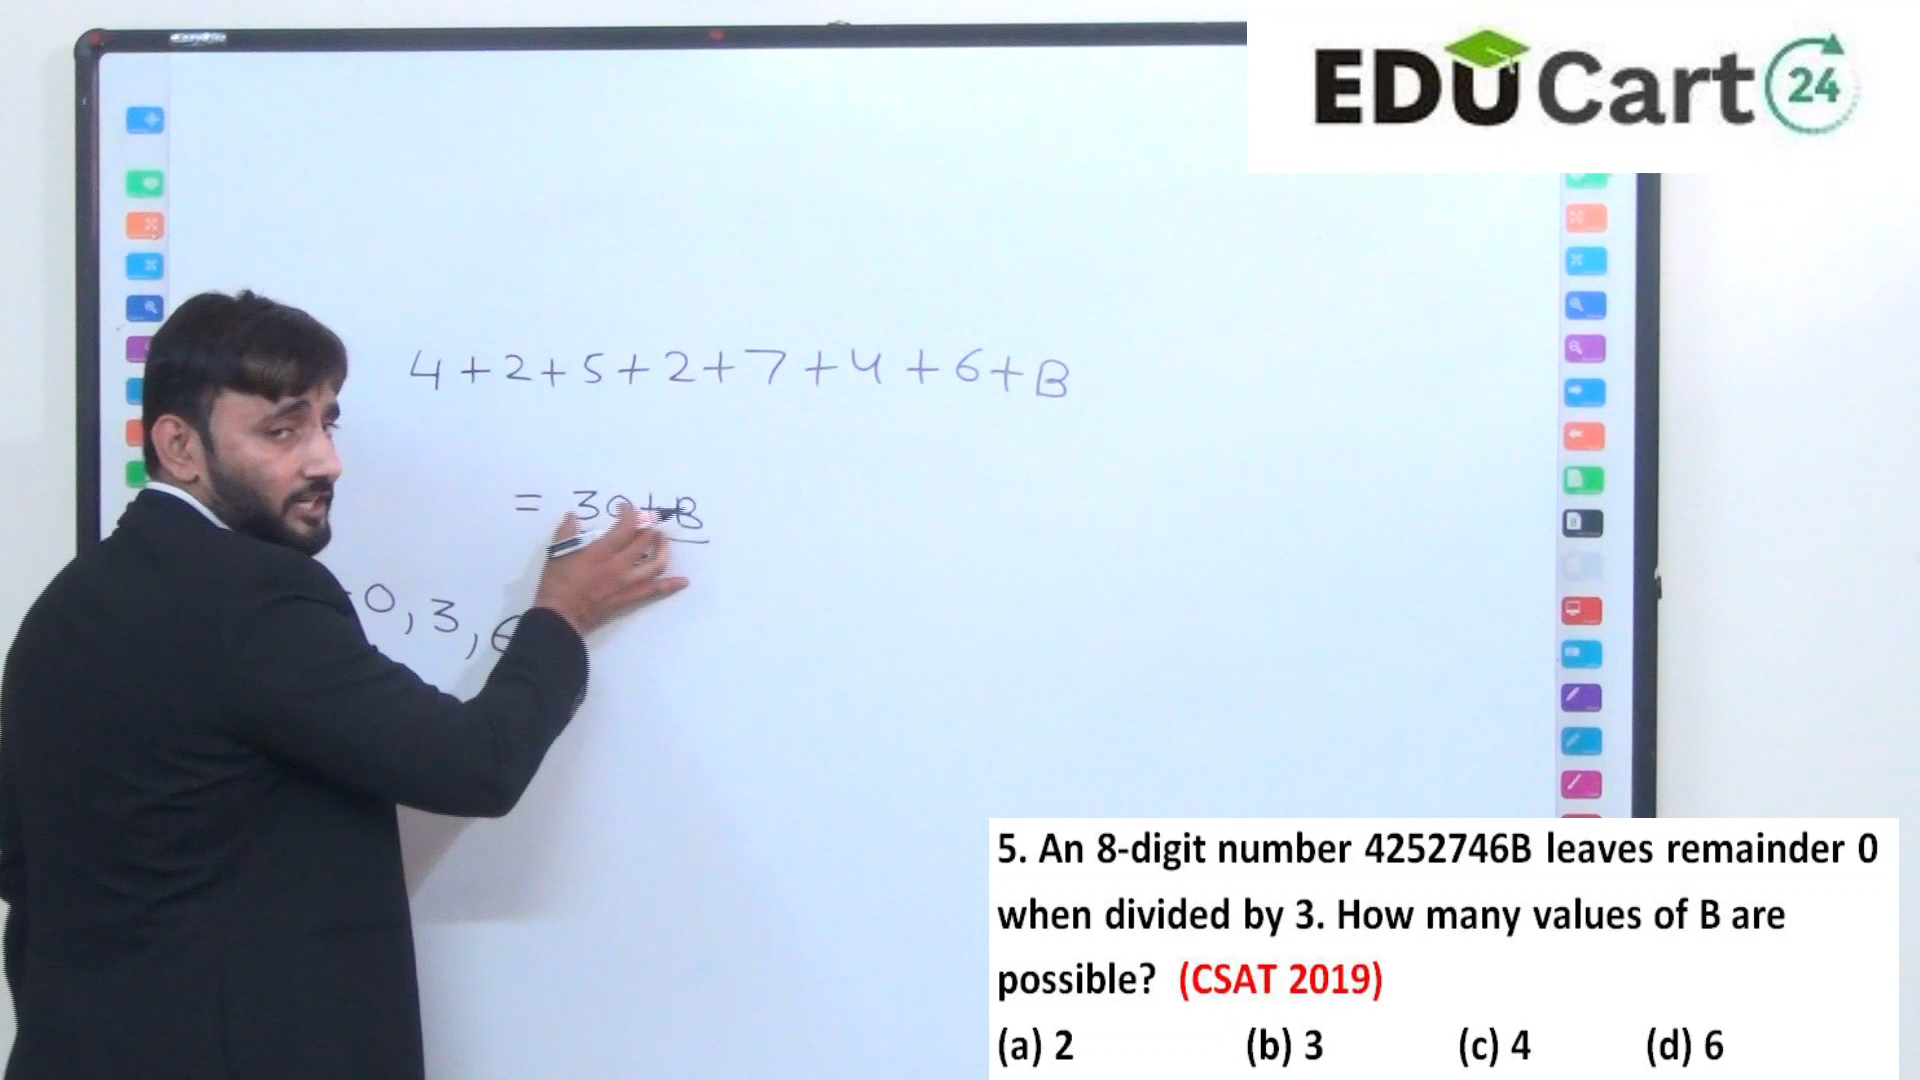 EDUCart 24
4+2+5+2+7+4+6+B
= 30+B
0, 3, 6
5. An 8-digit number 4252746B leaves remainder 0
when divided by 3. How many values of B are
possible? (CSAT 2019)
(a) 2 (b) 3 (c) 4 (d) 6